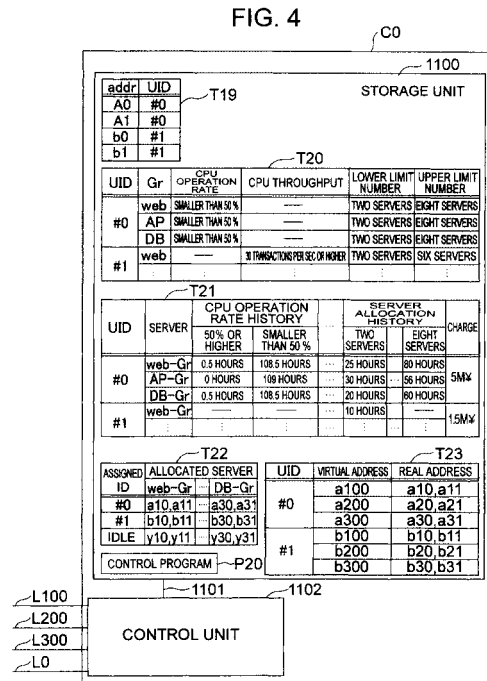 FIG. 4
C0
1100
STORAGE UNIT
addr UID
A0 #0
A1 #0
b0 #1
b1 #1
T19
T20
UID Gr CPU OPERATION RATE CPU THROUGHPUT LOWER LIMIT NUMBER UPPER LIMIT NUMBER
#0 web SMALLER THAN 50 % — TWO SERVERS EIGHT SERVERS
AP SMALLER THAN 50 % — TWO SERVERS EIGHT SERVERS
DB SMALLER THAN 50 % — TWO SERVERS EIGHT SERVERS
#1 web — 30 TRANSACTIONS PER SEC OR HIGHER TWO SERVERS SIX SERVERS
T21
UID SERVER CPU OPERATION RATE HISTORY SERVER ALLOCATION HISTORY CHARGE
50% OR HIGHER SMALLER THAN 50 % ... TWO SERVERS ... EIGHT SERVERS
#0 web-Gr 0.5 HOURS 108.5 HOURS ... 25 HOURS 80 HOURS 5M¥
AP-Gr 0 HOURS 109 HOURS ... 30 HOURS 56 HOURS
DB-Gr 0.5 HOURS 108.5 HOURS ... 20 HOURS 60 HOURS
#1 web-Gr — — ... 10 HOURS — 1.5M¥
T22
ASSIGNED ID ALLOCATED SERVER
web-Gr ... DB-Gr
#0 a10,a11 ... a30,a31
#1 b10,b11 ... b30,b31
IDLE y10,y11 ... y30,y31
T23
UID VIRTUAL ADDRESS REAL ADDRESS
#0 a100 a10,a11
a200 a20,a21
a300 a30,a31
#1 b100 b10,b11
b200 b20,b21
b300 b30,b31
CONTROL PROGRAM P20
1101
1102
L100
L200
L300
L0
CONTROL UNIT